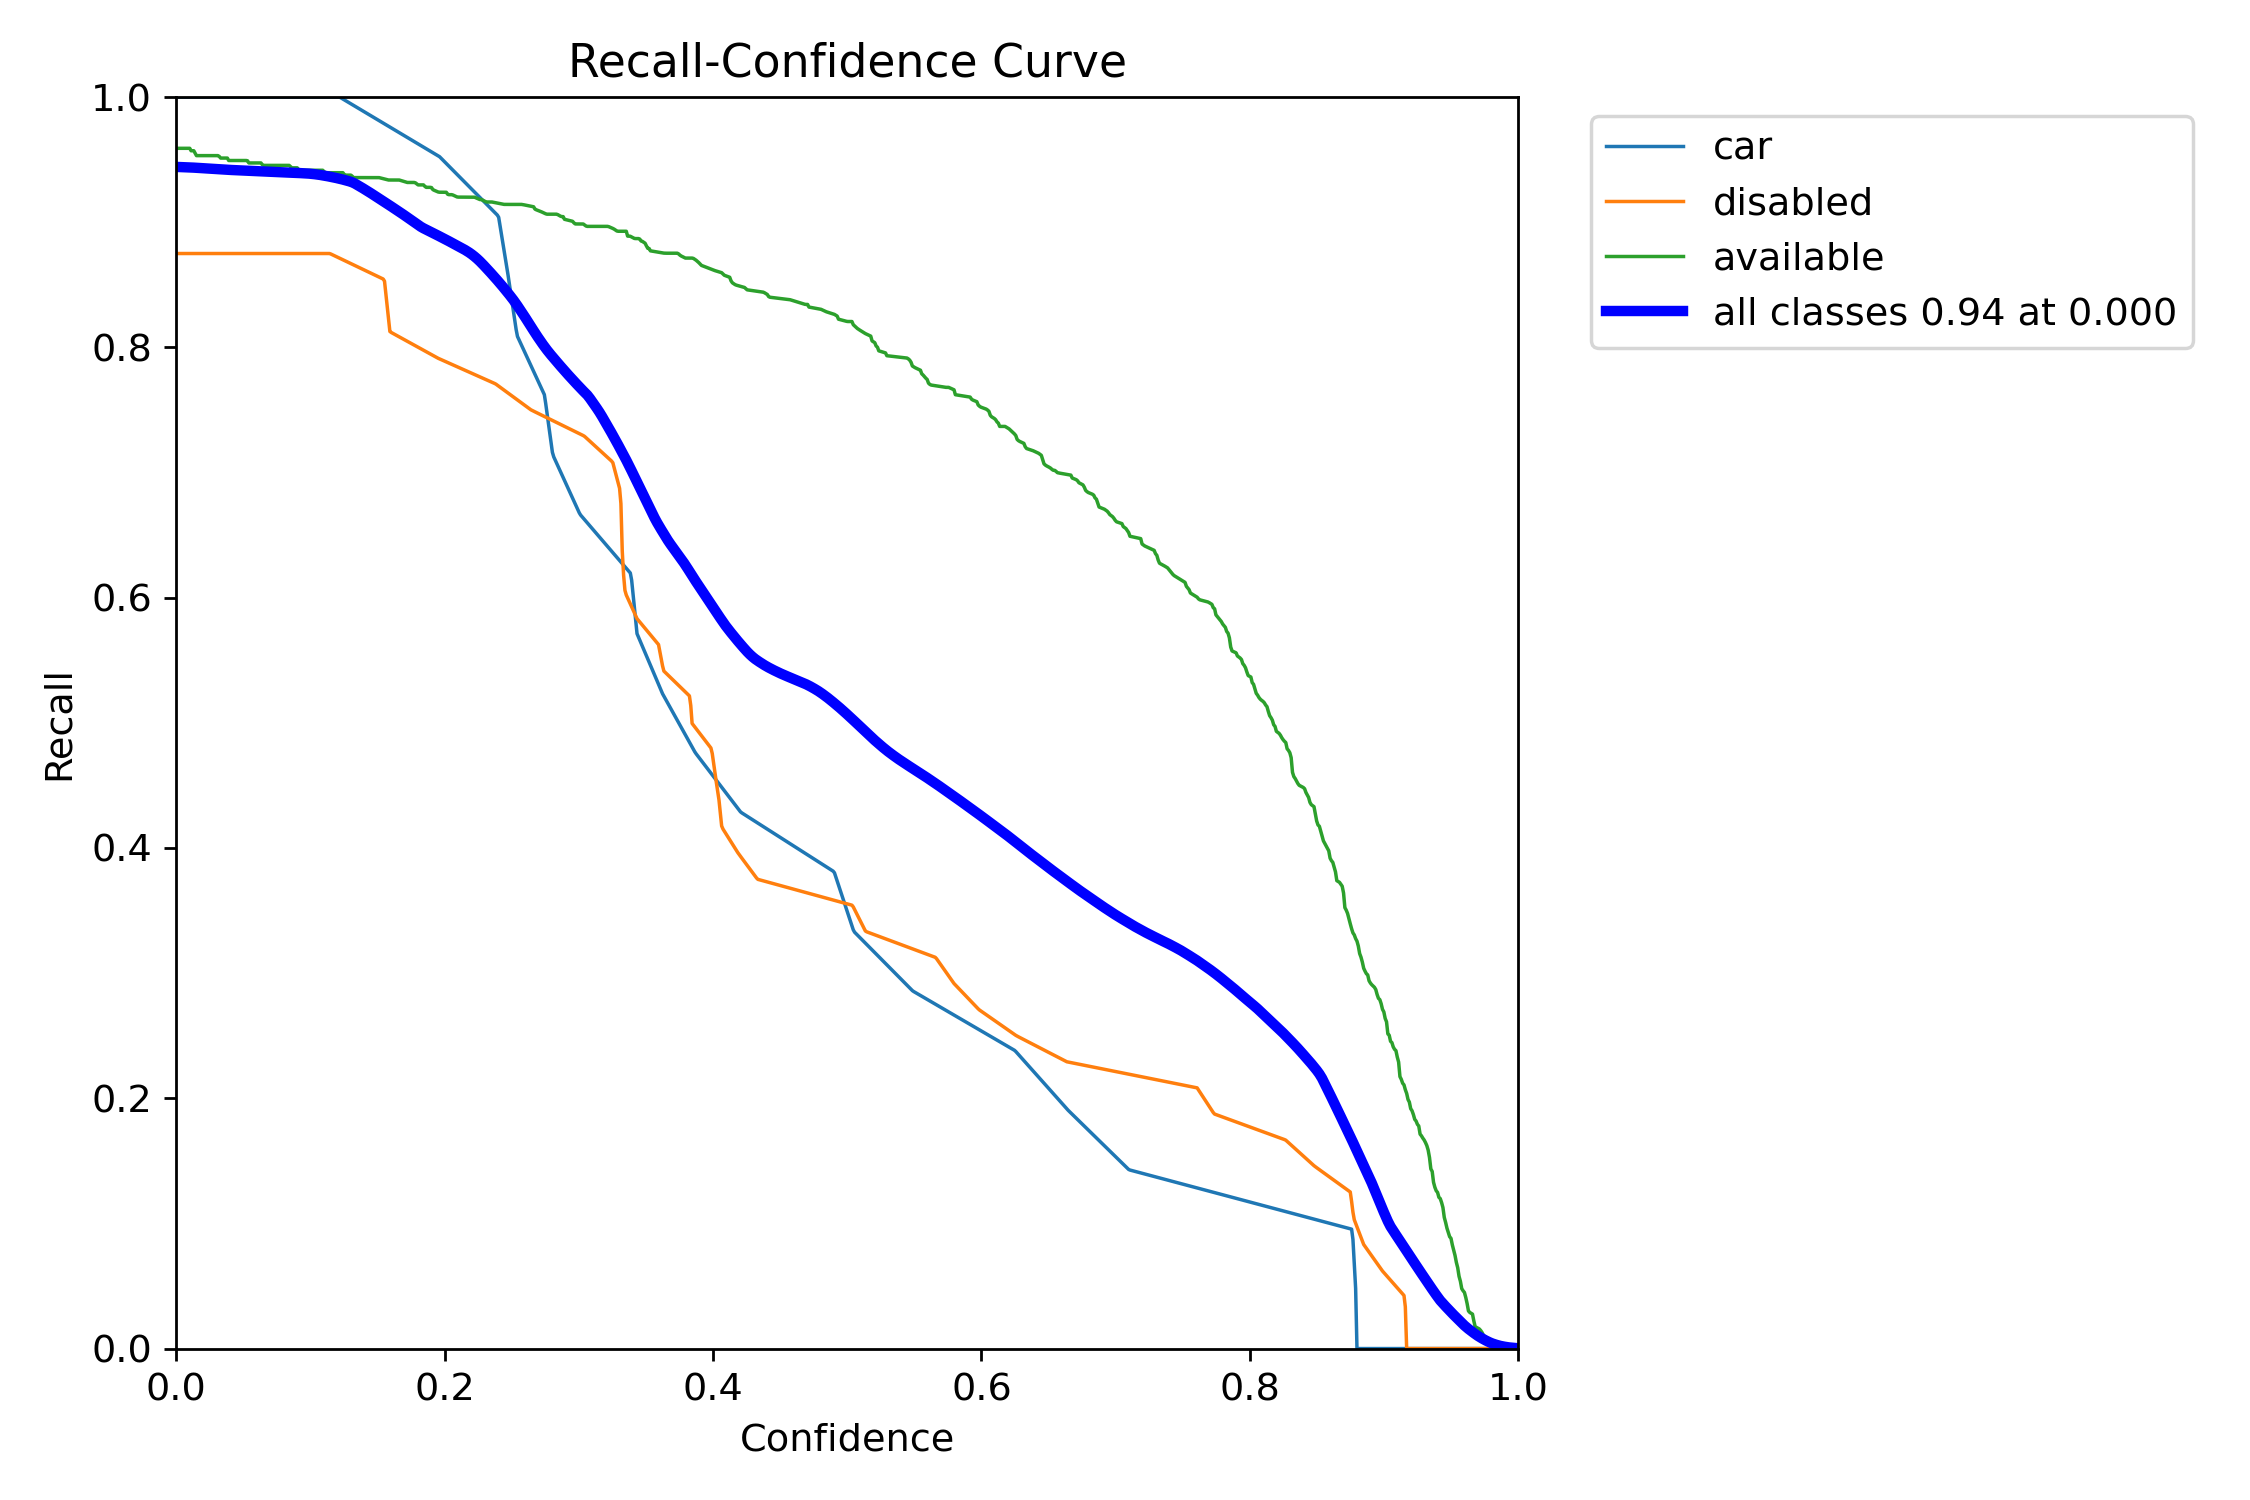 Recall-Confidence Curve
1.0
0.8
0.6
0.4
0.2
0.0
Recall
0.0 0.2 0.4 0.6 0.8 1.0
Confidence
car
disabled
available
all classes 0.94 at 0.000